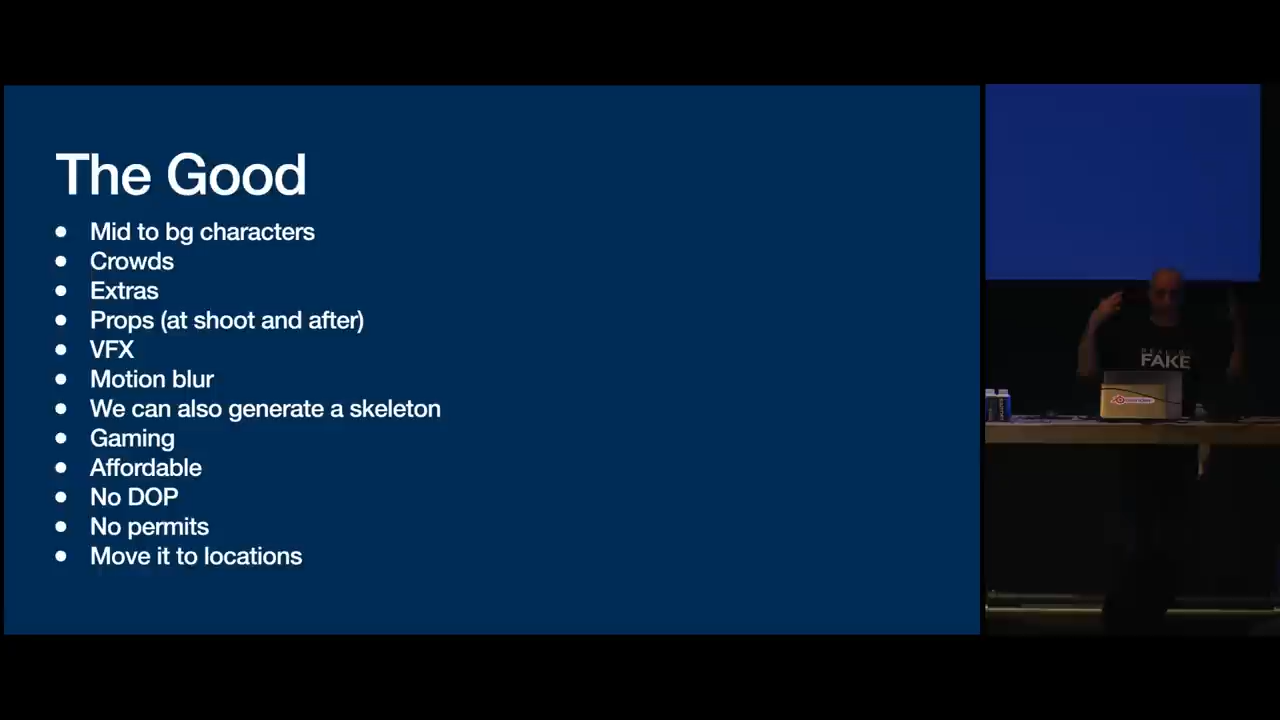 The Good
Mid to bg characters
Crowds
Extras
Props (at shoot and after)
VFX
Motion blur
We can also generate a skeleton
Gaming
Affordable
No DOP
No permits
Move it to locations
FAKE